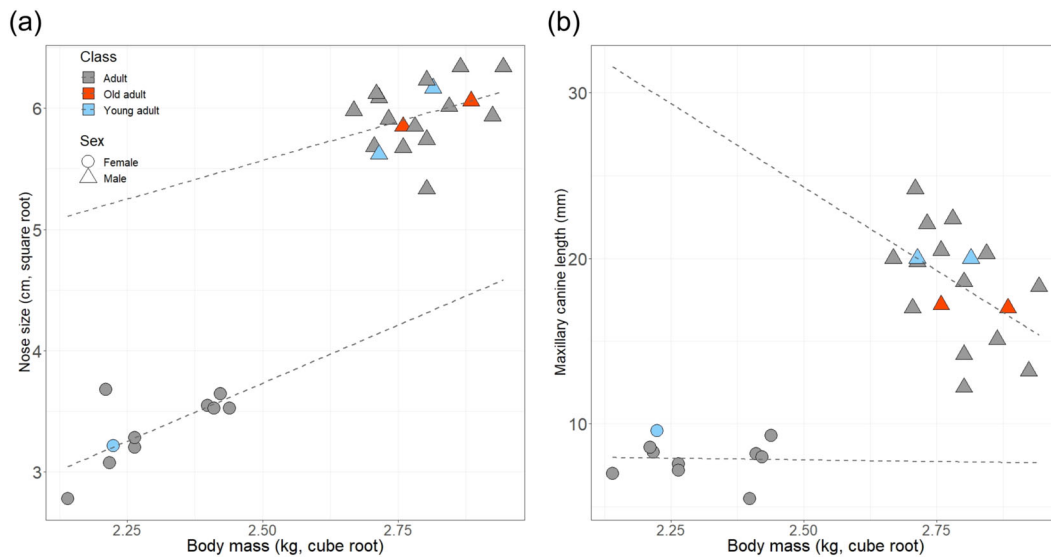 (a)
Nose size (cm, square root)
6
5
4
3
Class
Adult
Old adult
Young adult
Sex
Female
Male
2.25 2.50 2.75
Body mass (kg, cube root)
(b)
Maxillary canine length (mm)
30
20
10
2.25 2.50 2.75
Body mass (kg, cube root)